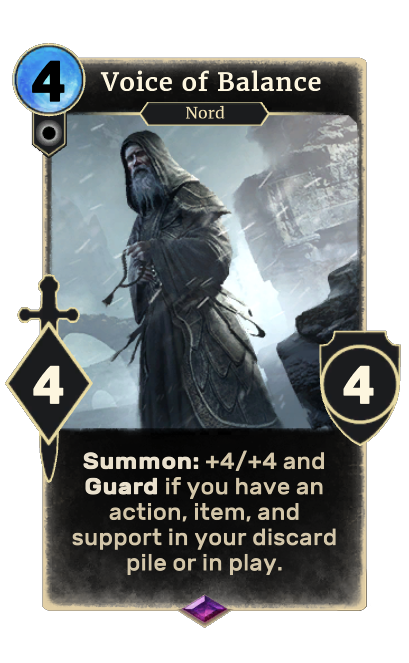 4
Voice of Balance
Nord
4
4
Summon: +4/+4 and
Guard if you have an
action, item, and
support in your discard
pile or in play.